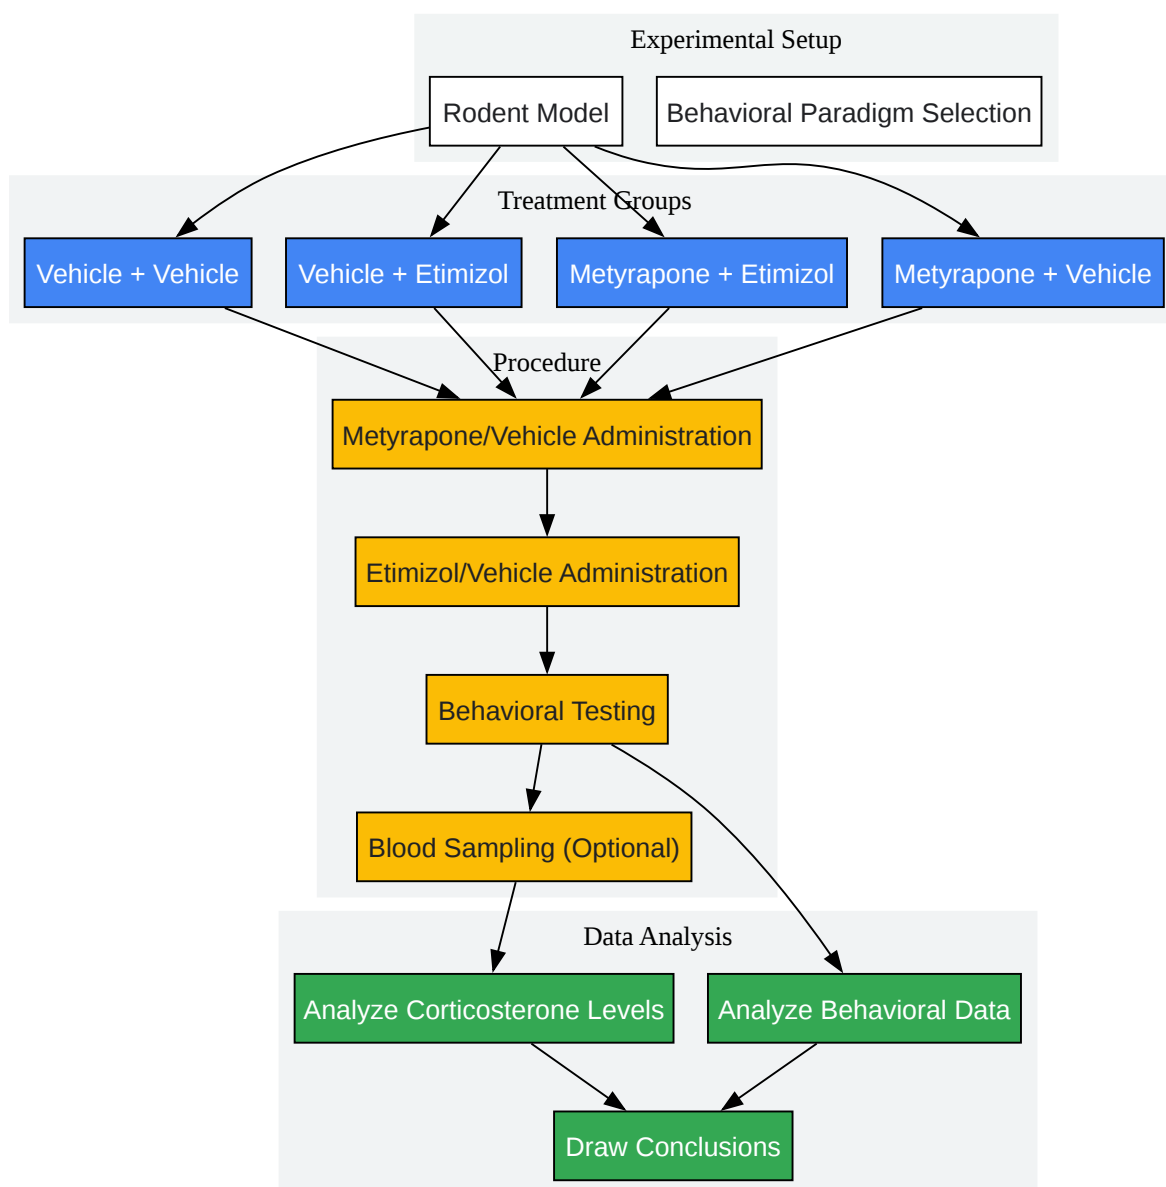 Experimental Setup
Rodent Model
Behavioral Paradigm Selection
Treatment Groups
Vehicle + Vehicle
Vehicle + Etimizol
Metyrapone + Etimizol
Metyrapone + Vehicle
Procedure
Metyrapone/Vehicle Administration
Etimizol/Vehicle Administration
Behavioral Testing
Blood Sampling (Optional)
Data Analysis
Analyze Corticosterone Levels
Analyze Behavioral Data
Draw Conclusions